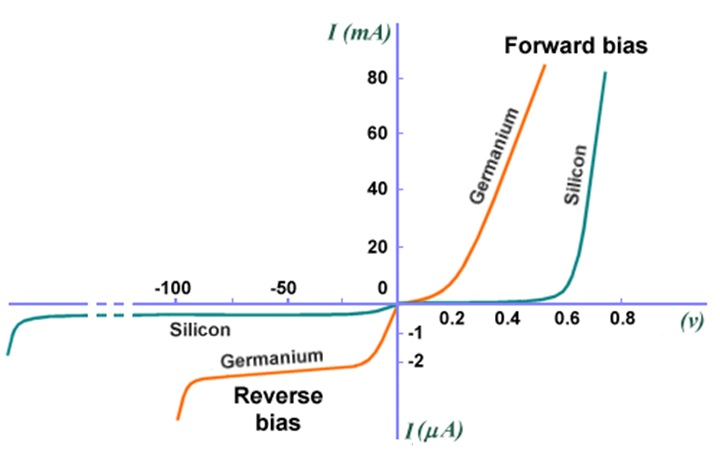 I (mA)
Forward bias
80
60
40
20
Germanium
Silicon
-100
-50
0
0.2
0.4
0.6
0.8
(v)
Silicon
-1
-2
Germanium
Reverse
bias
I (μA)